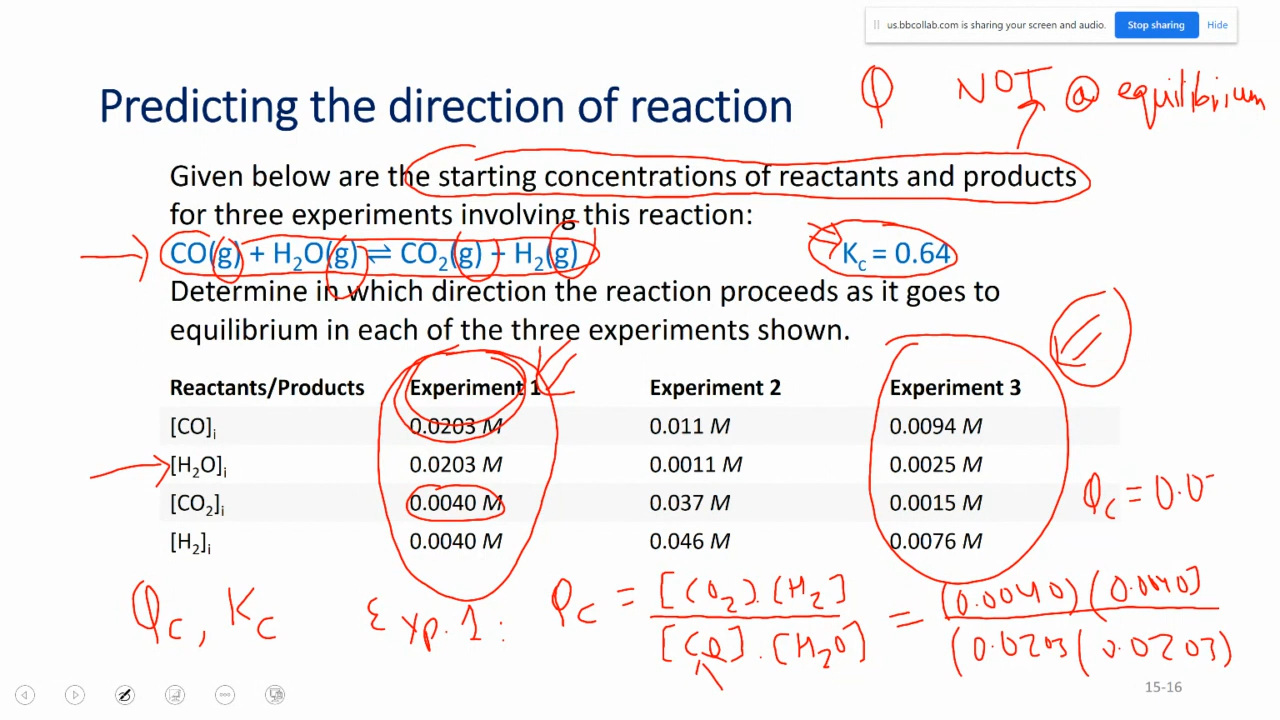 us.bbcollab.com is sharing your screen and audio. Stop sharing Hide
Q NOT @ equilibrium
Predicting the direction of reaction
Given below are the starting concentrations of reactants and products
for three experiments involving this reaction:
CO(g) + H₂O(g) ⇌ CO₂(g) + H₂(g) K꜀ = 0.64
Determine in which direction the reaction proceeds as it goes to
equilibrium in each of the three experiments shown.
Reactants/Products Experiment 1 Experiment 2 Experiment 3
[CO]ᵢ 0.0203 M 0.011 M 0.0094 M
[H₂O]ᵢ 0.0203 M 0.0011 M 0.0025 M
[CO₂]ᵢ 0.0040 M 0.037 M 0.0015 M
[H₂]ᵢ 0.0040 M 0.046 M 0.0076 M
Qc = 0.0
Qc, Kc Exp. 1: Qc = [CO₂].[H₂] / [CO].[H₂O] = (0.0040)(0.0040) / (0.0203)(0.0203)
15-16